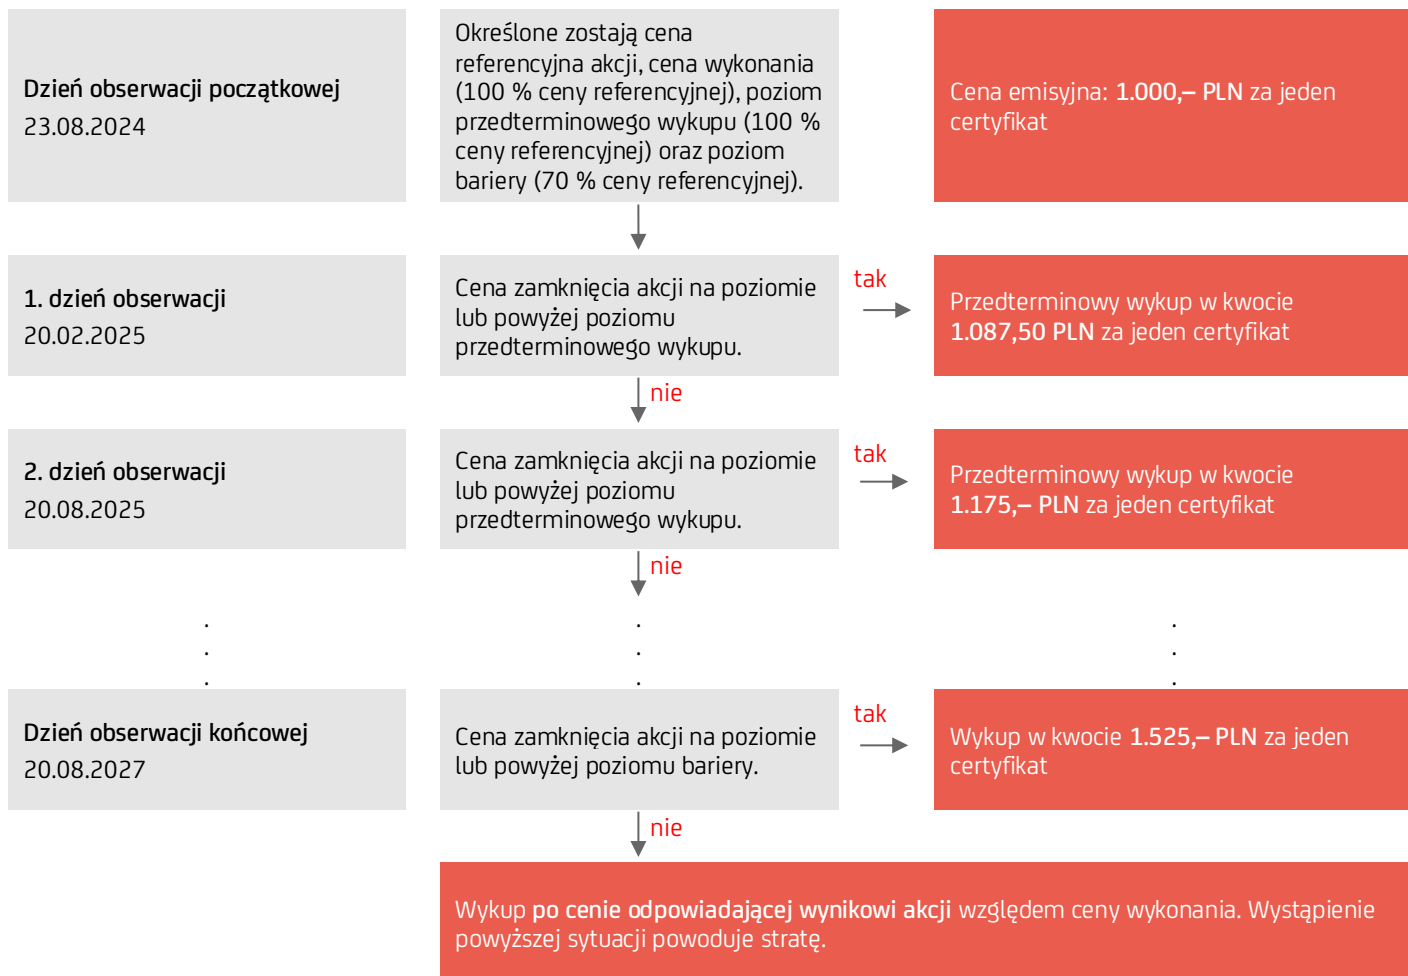 Dzień obserwacji początkowej
23.08.2024
Określone zostają cena
referencyjna akcji, cena wykonania
(100 % ceny referencyjnej), poziom
przedterminowego wykupu (100 %
ceny referencyjnej) oraz poziom
bariery (70 % ceny referencyjnej).
Cena emisyjna: 1.000,– PLN za jeden
certyfikat
1. dzień obserwacji
20.02.2025
Cena zamknięcia akcji na poziomie
lub powyżej poziomu
przedterminowego wykupu.
tak
Przedterminowy wykup w kwocie
1.087,50 PLN za jeden certyfikat
nie
2. dzień obserwacji
20.08.2025
Cena zamknięcia akcji na poziomie
lub powyżej poziomu
przedterminowego wykupu.
tak
Przedterminowy wykup w kwocie
1.175,– PLN za jeden certyfikat
nie
. . .
. . .
. . .
Dzień obserwacji końcowej
20.08.2027
Cena zamknięcia akcji na poziomie
lub powyżej poziomu bariery.
tak
Wykup w kwocie 1.525,– PLN za jeden
certyfikat
nie
Wykup po cenie odpowiadającej wynikowi akcji względem ceny wykonania. Wystąpienie
powyższej sytuacji powoduje stratę.